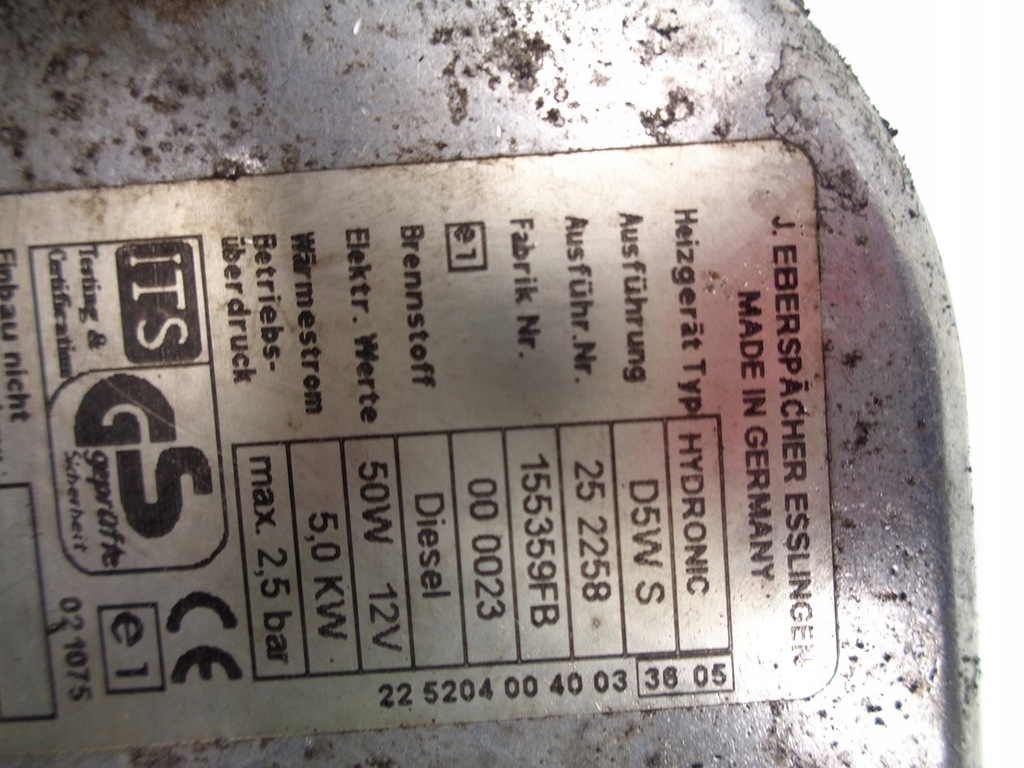 J. EBERSPÄCHER ESSLINGEN
MADE IN GERMANY
Heizgerät Typ HYDRONIC
Ausführung D5W S
Ausführ.Nr. 25 2258
Fabrik Nr. 155359FB
e1 00 0023
Brennstoff Diesel
Elektr. Werte 50W 12V
Wärmestrom 5,0 KW
Betriebs-
überdruck max. 2,5 bar
22 5204 00 40 03 38 05
ITS
Testing &
Certification
GS
geprüfte
Sicherheit
CE
e1
021075
Einbau nicht